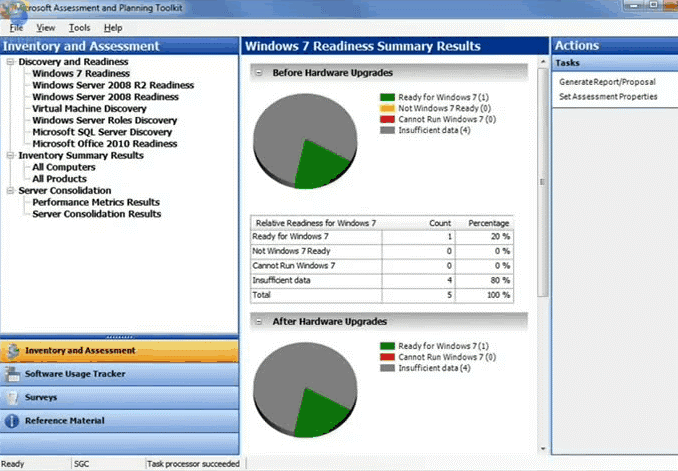 Microsoft Assessment and Planning Toolkit
File View Tools Help
Inventory and Assessment
Discovery and Readiness
Windows 7 Readiness
Windows Server 2008 R2 Readiness
Windows Server 2008 Readiness
Virtual Machine Discovery
Windows Server Roles Discovery
Microsoft SQL Server Discovery
Microsoft Office 2010 Readiness
Inventory Summary Results
All Computers
All Products
Server Consolidation
Performance Metrics Results
Server Consolidation Results
Inventory and Assessment
Software Usage Tracker
Surveys
Reference Material
Windows 7 Readiness Summary Results
Before Hardware Upgrades
Ready for Windows 7 (1)
Not Windows 7 Ready (0)
Cannot Run Windows 7 (0)
Insufficient data (4)
Relative Readiness for Windows 7 Count Percentage
Ready for Windows 7 1 20 %
Not Windows 7 Ready 0 0 %
Cannot Run Windows 7 0 0 %
Insufficient data 4 80 %
Total 5 100 %
After Hardware Upgrades
Ready for Windows 7 (1)
Cannot Run Windows 7 (0)
Insufficient data (4)
Actions
Tasks
Generate Report/Proposal
Set Assessment Properties
Ready SGC Task processor succeeded